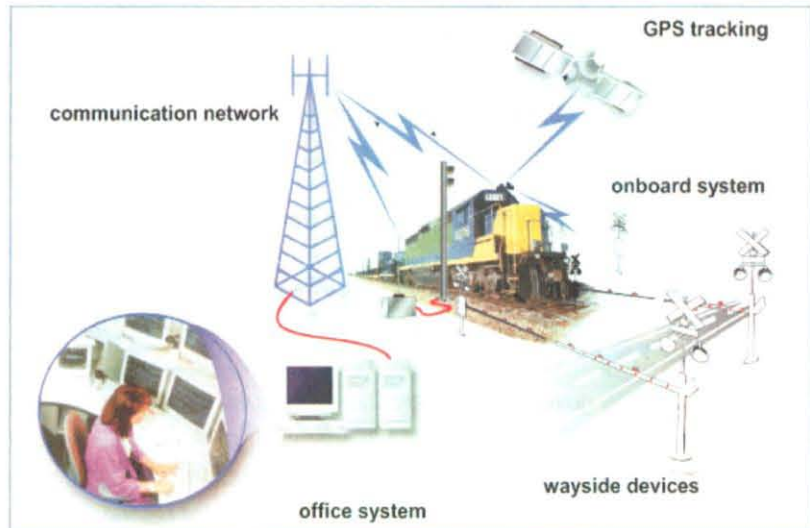 GPS tracking
communication network
onboard system
wayside devices
office system